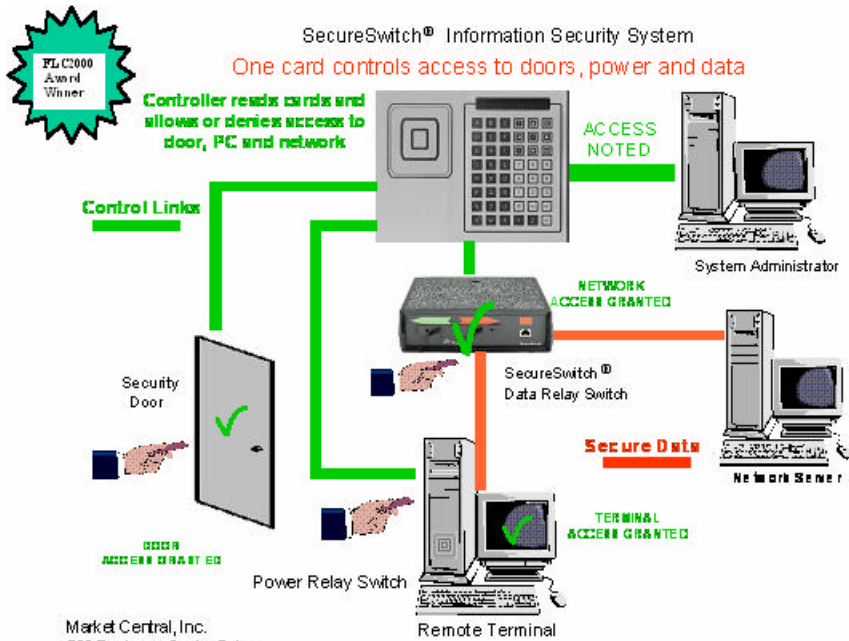 FLC2000
Award
Winner
SecureSwitch® Information Security System
One card controls access to doors, power and data
Controller reads cards and
allows or denies access to
door, PC and network
ACCESS
NOTED
Control Links
System Administrator
NETWORK
ACCESS GRANTED
Security
Door
SecureSwitch®
Data Relay Switch
Secure Data
Network Server
TERMINAL
ACCESS GRANTED
DOOR
ACCESS GRANTED
Power Relay Switch
Remote Terminal
Market Central, Inc.